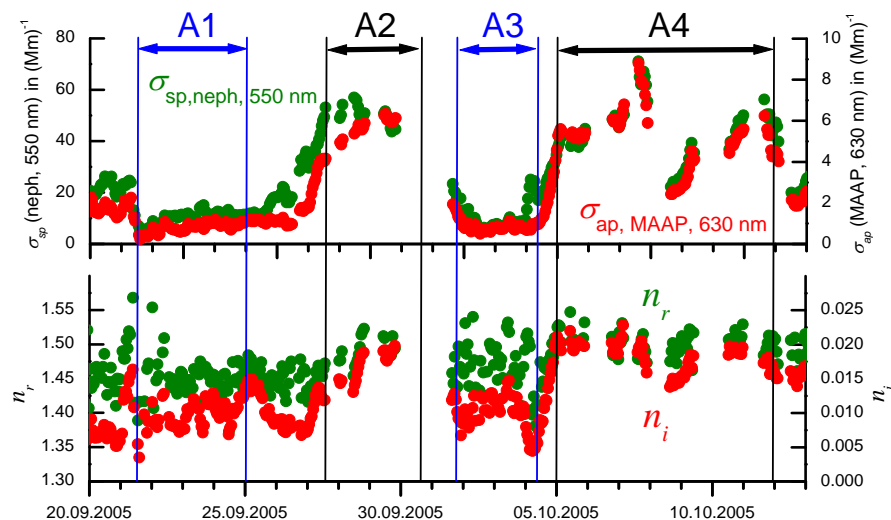 A1 A2 A3 A4
80 10
60 8
40 6
20 4
0 2
0
σsp (neph, 550 nm) in (Mm)-1
σsp,neph, 550 nm
σap, MAAP, 630 nm
σap (MAAP, 630 nm) in (Mm)-1
1.55 0.025
1.50 0.020
1.45 0.015
1.40 0.010
1.35 0.005
1.30 0.000
nr
nr
ni
ni
20.09.2005 25.09.2005 30.09.2005 05.10.2005 10.10.2005